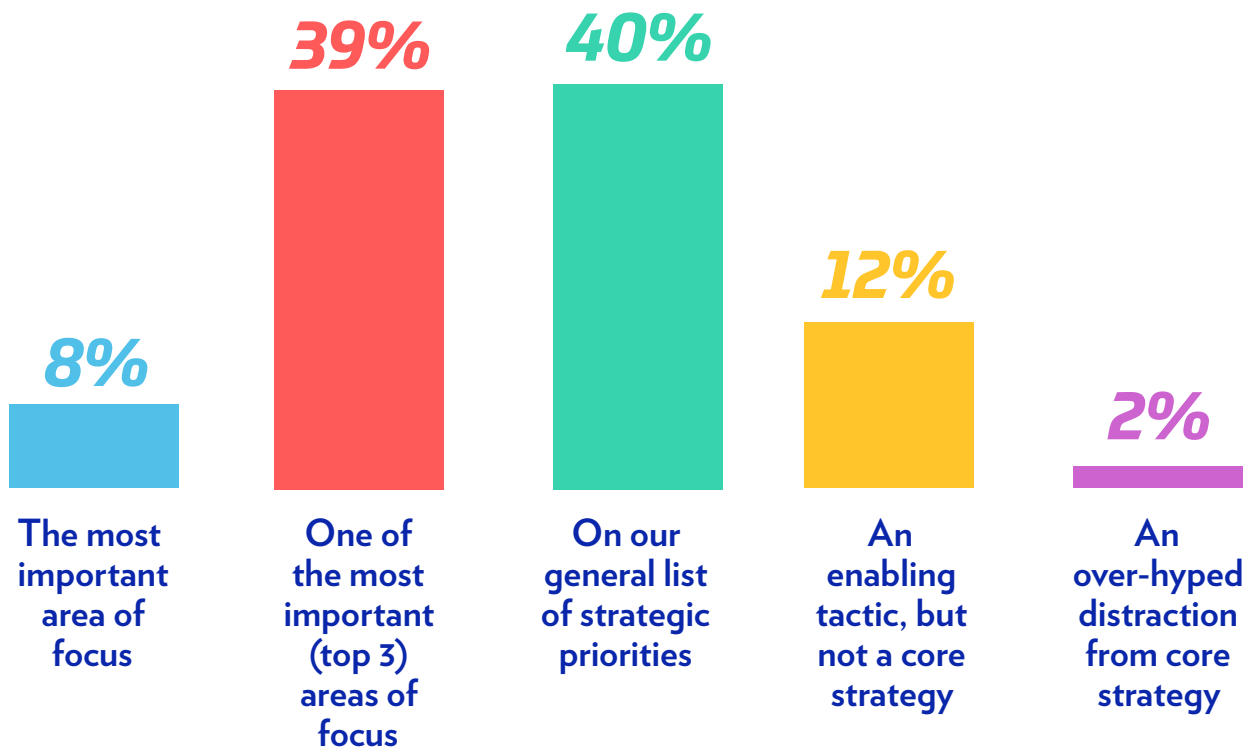 8%
The most
important
area of
focus
39%
One of
the most
important
(top 3)
areas of
focus
40%
On our
general list
of strategic
priorities
12%
An
enabling
tactic, but
not a core
strategy
2%
An
over-hyped
distraction
from core
strategy